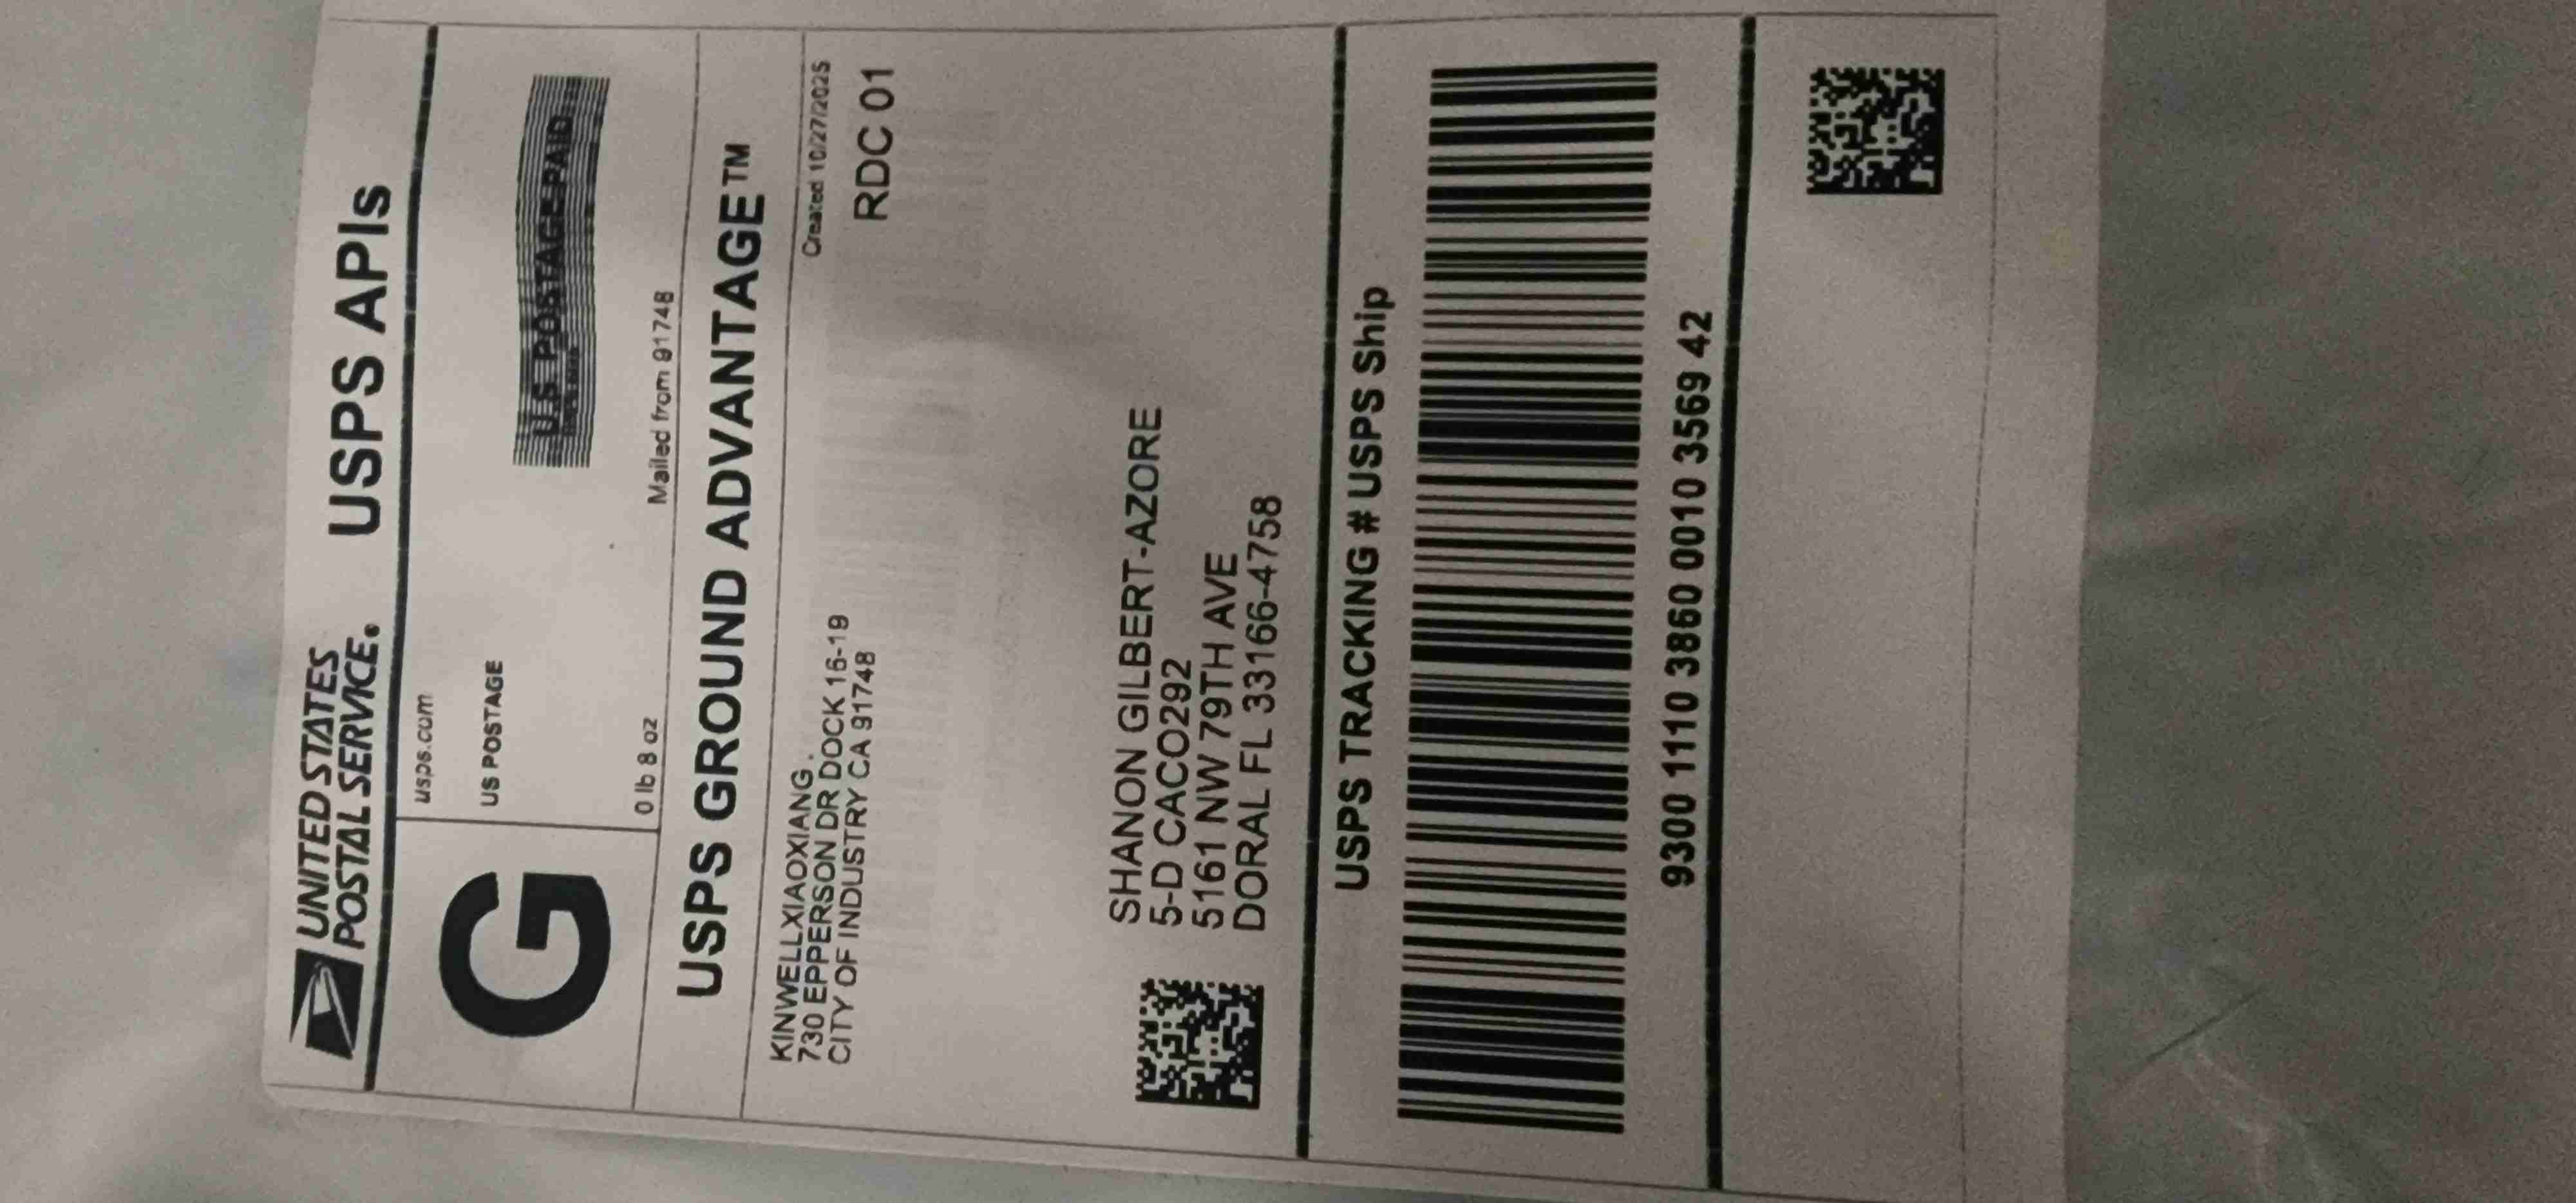 UNITED STATES
POSTAL SERVICE.
USPS APIs
G
usps.com
US POSTAGE
U.S. POSTAGE PAID
0 lb 8 oz
Mailed from 91748
USPS GROUND ADVANTAGE™
KINWELLXIAOXIANG .
730 EPPERSON DR DOCK 16-19
CITY OF INDUSTRY CA 91748
Created 10/27/2025
RDC 01
SHANON GILBERT-AZORE
5-D CACO292
5161 NW 79TH AVE
DORAL FL 33166-4758
USPS TRACKING # USPS Ship
9300 1110 3860 0010 3569 42